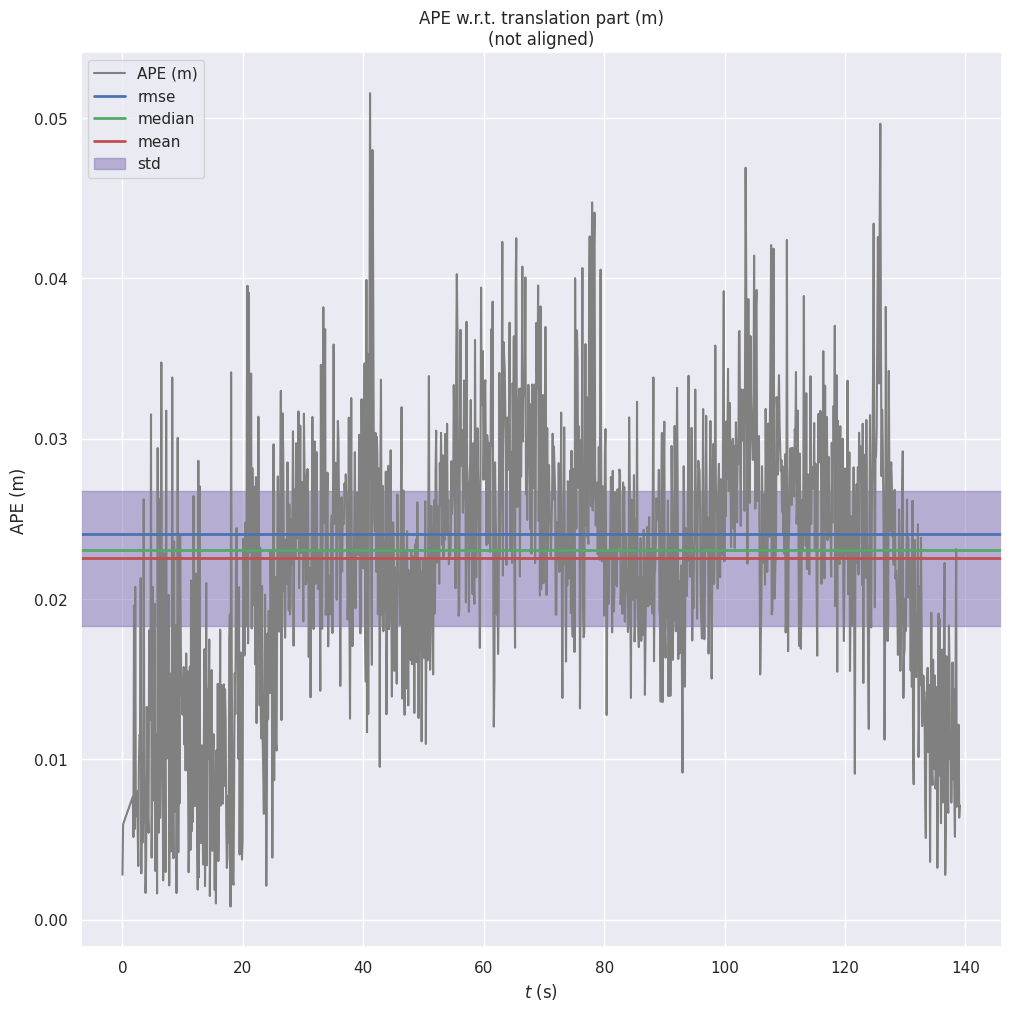 APE w.r.t. translation part (m)
(not aligned)
APE (m)
rmse
median
mean
std
APE (m)
0.05
0.04
0.03
0.02
0.01
0.00
0 20 40 60 80 100 120 140
t (s)